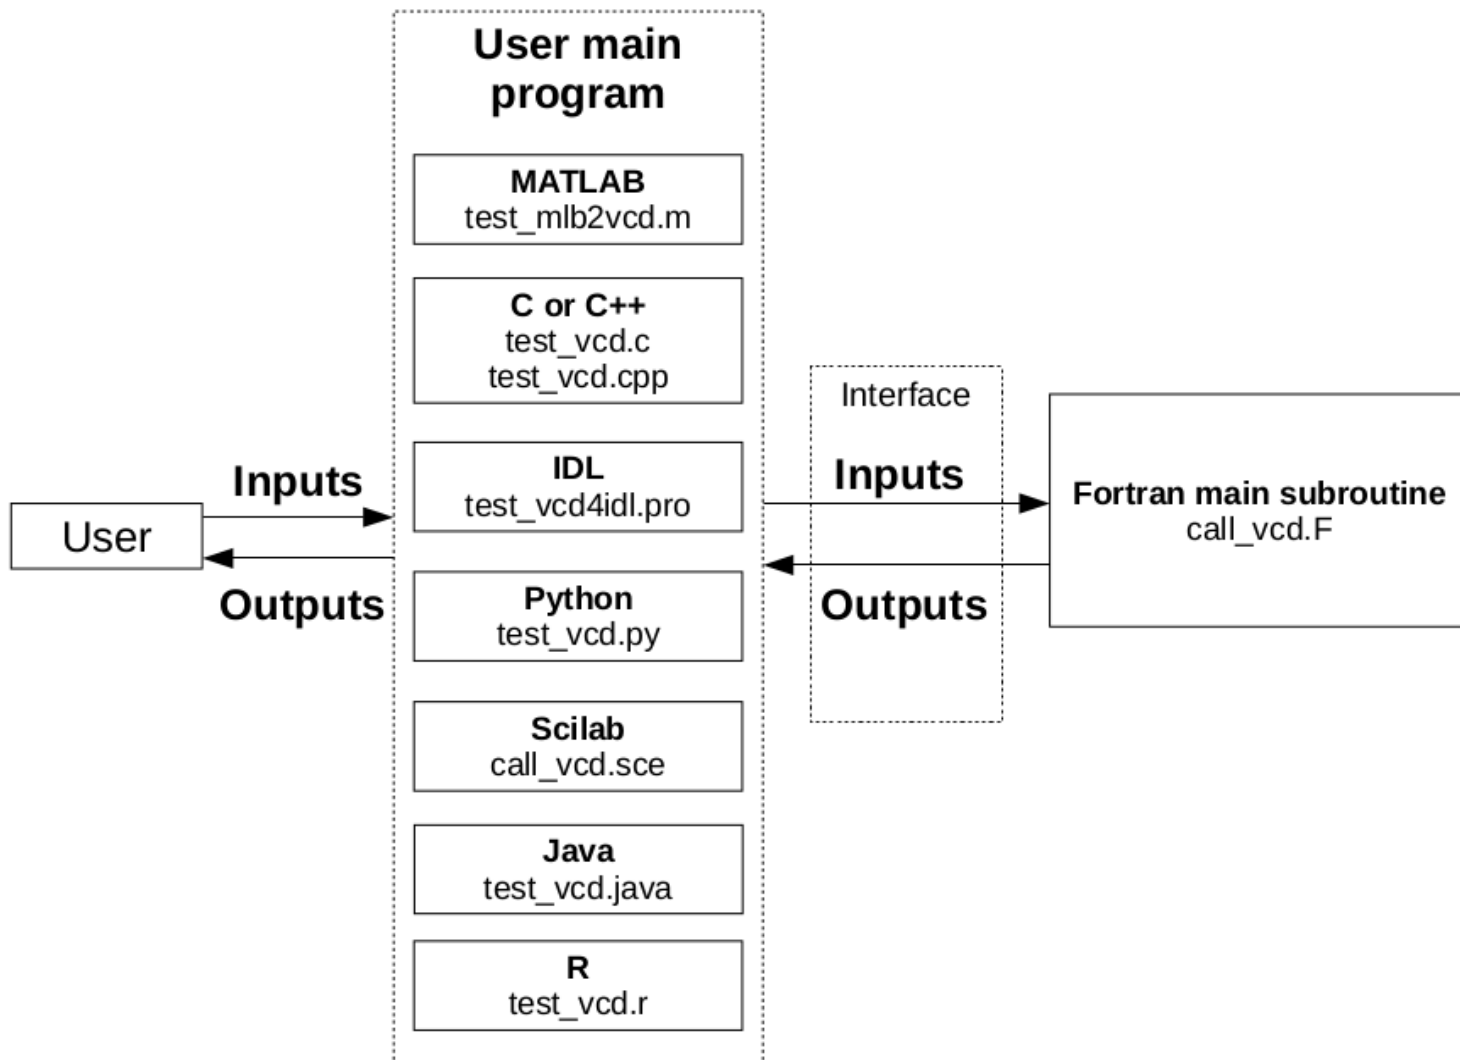 User main
program
MATLAB
test_mlb2vcd.m
C or C++
test_vcd.c
test_vcd.cpp
IDL
test_vcd4idl.pro
Python
test_vcd.py
Scilab
call_vcd.sce
Java
test_vcd.java
R
test_vcd.r
Inputs
User
Outputs
Interface
Inputs
Outputs
Fortran main subroutine
call_vcd.F